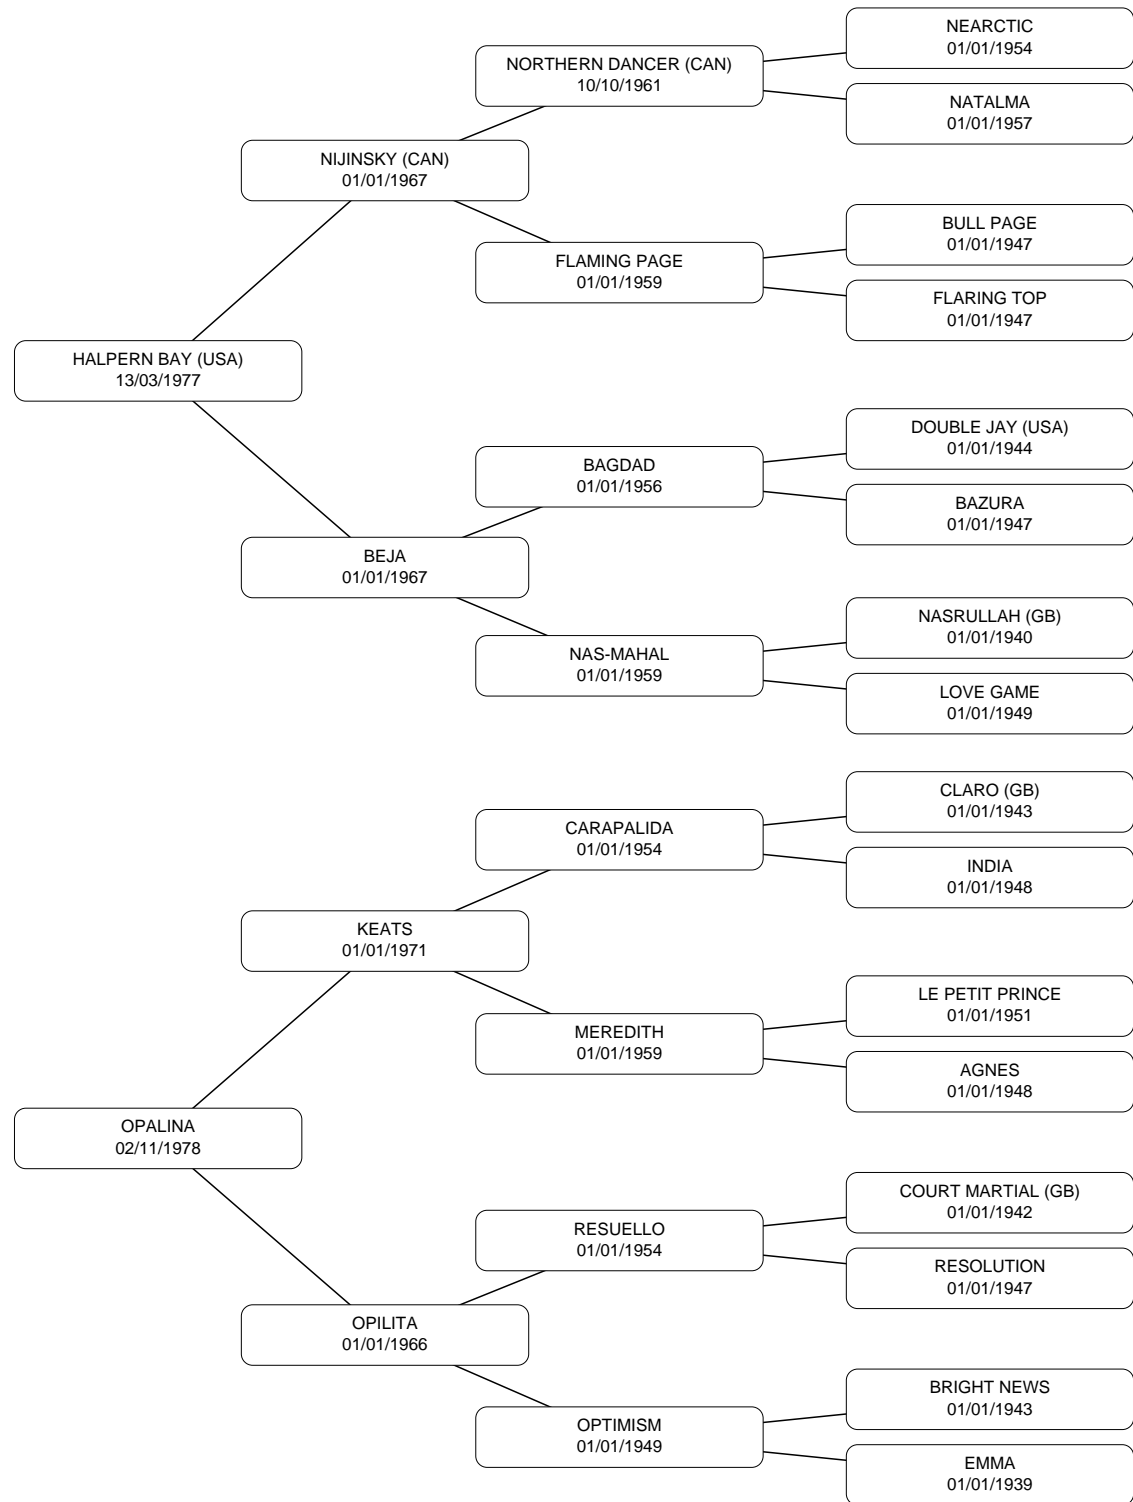 NEARCTIC
01/01/1954
NORTHERN DANCER (CAN)
10/10/1961
NATALMA
01/01/1957
NIJINSKY (CAN)
01/01/1967
BULL PAGE
01/01/1947
FLAMING PAGE
01/01/1959
FLARING TOP
01/01/1947
HALPERN BAY (USA)
13/03/1977
DOUBLE JAY (USA)
01/01/1944
BAGDAD
01/01/1956
BAZURA
01/01/1947
BEJA
01/01/1967
NASRULLAH (GB)
01/01/1940
NAS-MAHAL
01/01/1959
LOVE GAME
01/01/1949
CLARO (GB)
01/01/1943
CARAPALIDA
01/01/1954
INDIA
01/01/1948
KEATS
01/01/1971
LE PETIT PRINCE
01/01/1951
MEREDITH
01/01/1959
AGNES
01/01/1948
OPALINA
02/11/1978
COURT MARTIAL (GB)
01/01/1942
RESUELLO
01/01/1954
RESOLUTION
01/01/1947
OPILITA
01/01/1966
BRIGHT NEWS
01/01/1943
OPTIMISM
01/01/1949
EMMA
01/01/1939